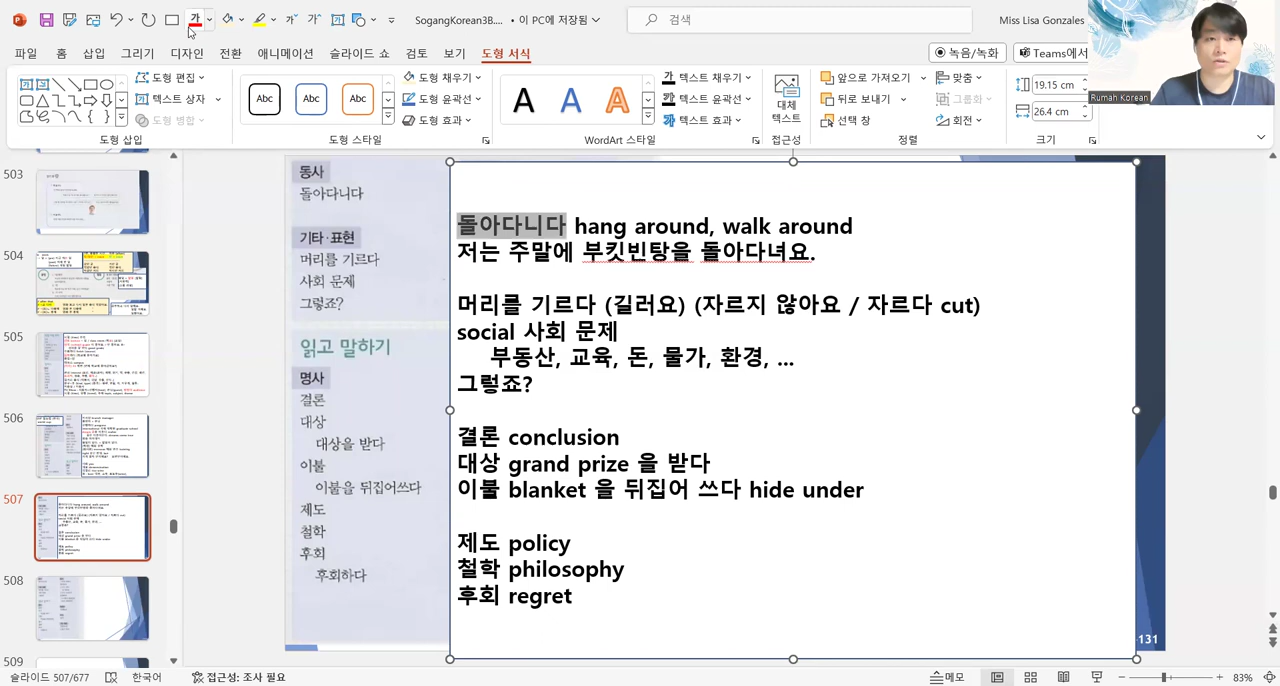 SogangKorean3B.... • 이 PC에 저장됨
검색
Miss Lisa Gonzales
파일 홈 삽입 그리기 디자인 전환 애니메이션 슬라이드 쇼 검토 보기 도형 서식
녹음/녹화
Teams에서
Rumah Korean
도형 편집
텍스트 상자
도형 병합
도형 삽입
Abc Abc Abc
도형 채우기
도형 윤곽선
도형 효과
도형 스타일
A A A
텍스트 채우기
텍스트 윤곽선
텍스트 효과
WordArt 스타일
대체 텍스트
접근성
앞으로 가져오기
뒤로 보내기
선택 창
맞춤
그룹화
회전
정렬
19.15 cm
26.4 cm
크기
503
504
505
506
507
508
509
동사
돌아다니다
기타·표현
머리를 기르다
사회 문제
그렇죠?
읽고 말하기
명사
결론
대상
대상을 받다
이불
이불을 뒤집어쓰다
제도
철학
후회
후회하다
돌아다니다 hang around, walk around
저는 주말에 부킷빈탕을 돌아다녀요.
머리를 기르다 (길러요) (자르지 않아요 / 자르다 cut)
social 사회 문제
부동산, 교육, 돈, 물가, 환경, ...
그렇죠?
결론 conclusion
대상 grand prize 을 받다
이불 blanket 을 뒤집어 쓰다 hide under
제도 policy
철학 philosophy
후회 regret
131
슬라이드 507/677
한국어
접근성: 조사 필요
메모
83%